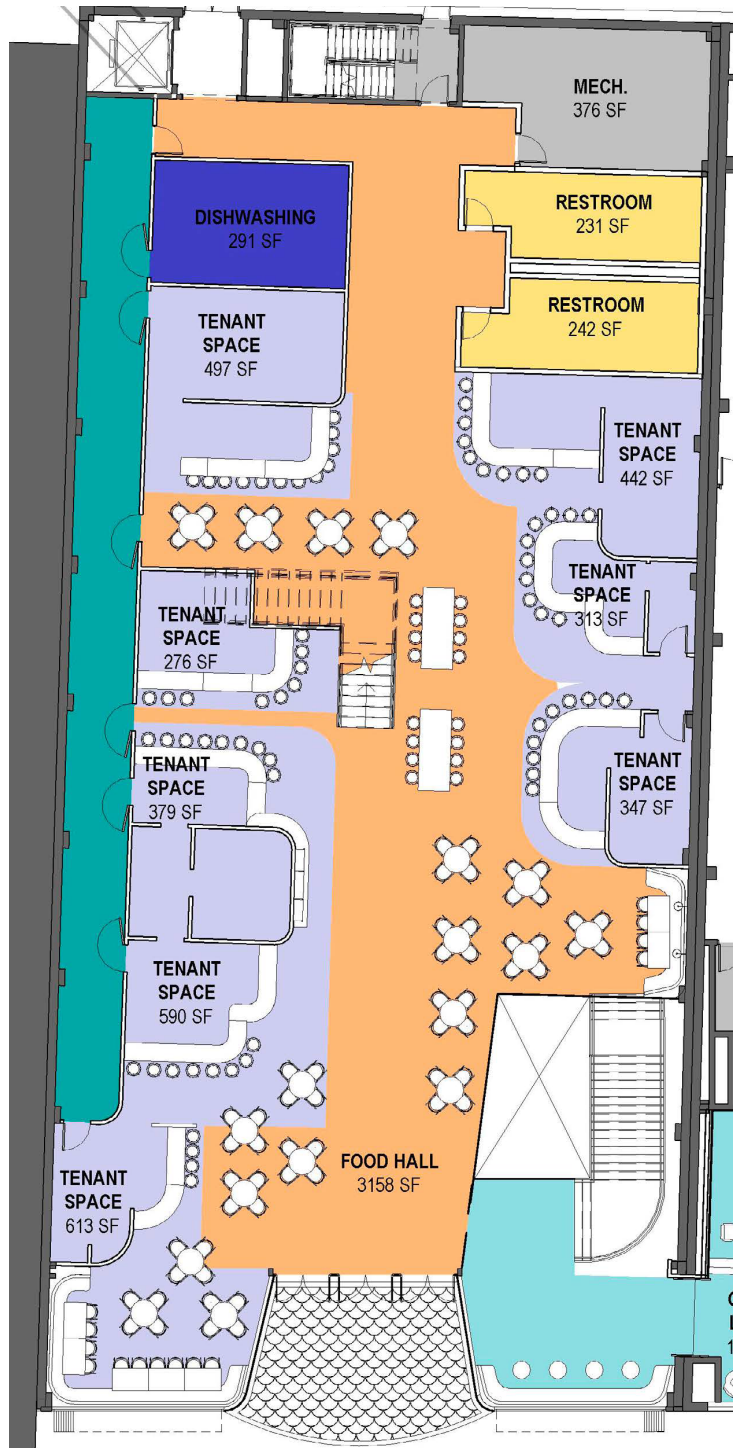 MECH.
376 SF
RESTROOM
231 SF
DISHWASHING
291 SF
RESTROOM
242 SF
TENANT
SPACE
497 SF
TENANT
SPACE
442 SF
TENANT
SPACE
313 SF
TENANT
SPACE
276 SF
TENANT
SPACE
379 SF
TENANT
SPACE
347 SF
TENANT
SPACE
590 SF
FOOD HALL
3158 SF
TENANT
SPACE
613 SF